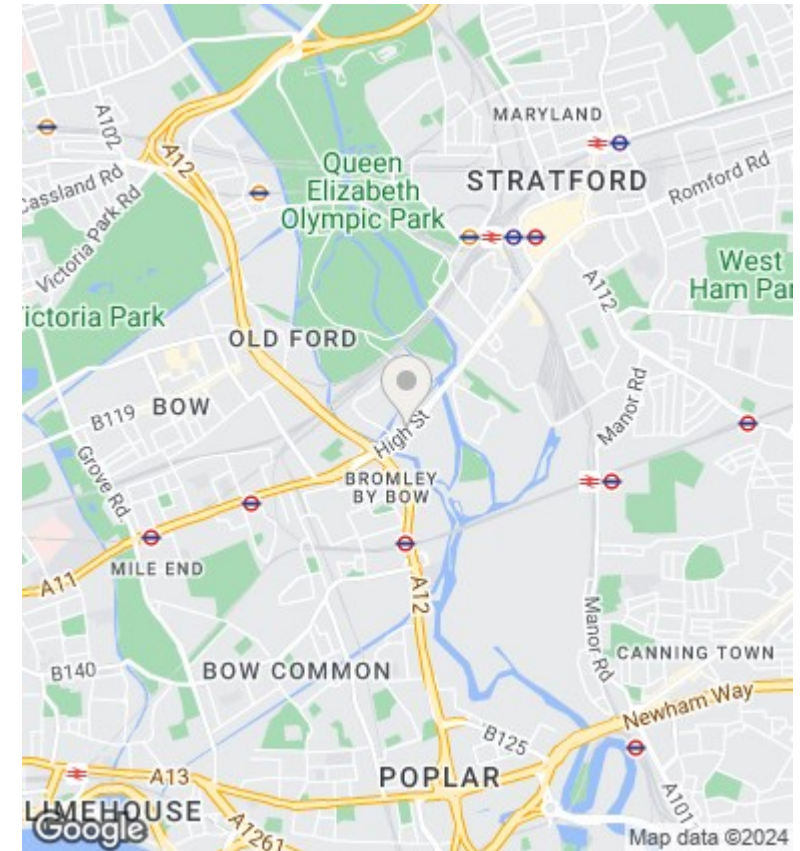 MARYLAND
A102
A12
Queen
Elizabeth
Olympic Park
STRATFORD
Romford Rd
Cassland Rd
Victoria Park Rd
A112
West
Ham Par
ictoria Park
OLD FORD
Manor Rd
B119
BOW
High St
Grove Rd
BROMLEY
BY BOW
MILE END
A11
A12
Manor Rd
CANNING TOWN
B140
BOW COMMON
Newham Way
B125
A13
POPLAR
LIMEHOUSE
A1261
A101
Google
Map data ©2024